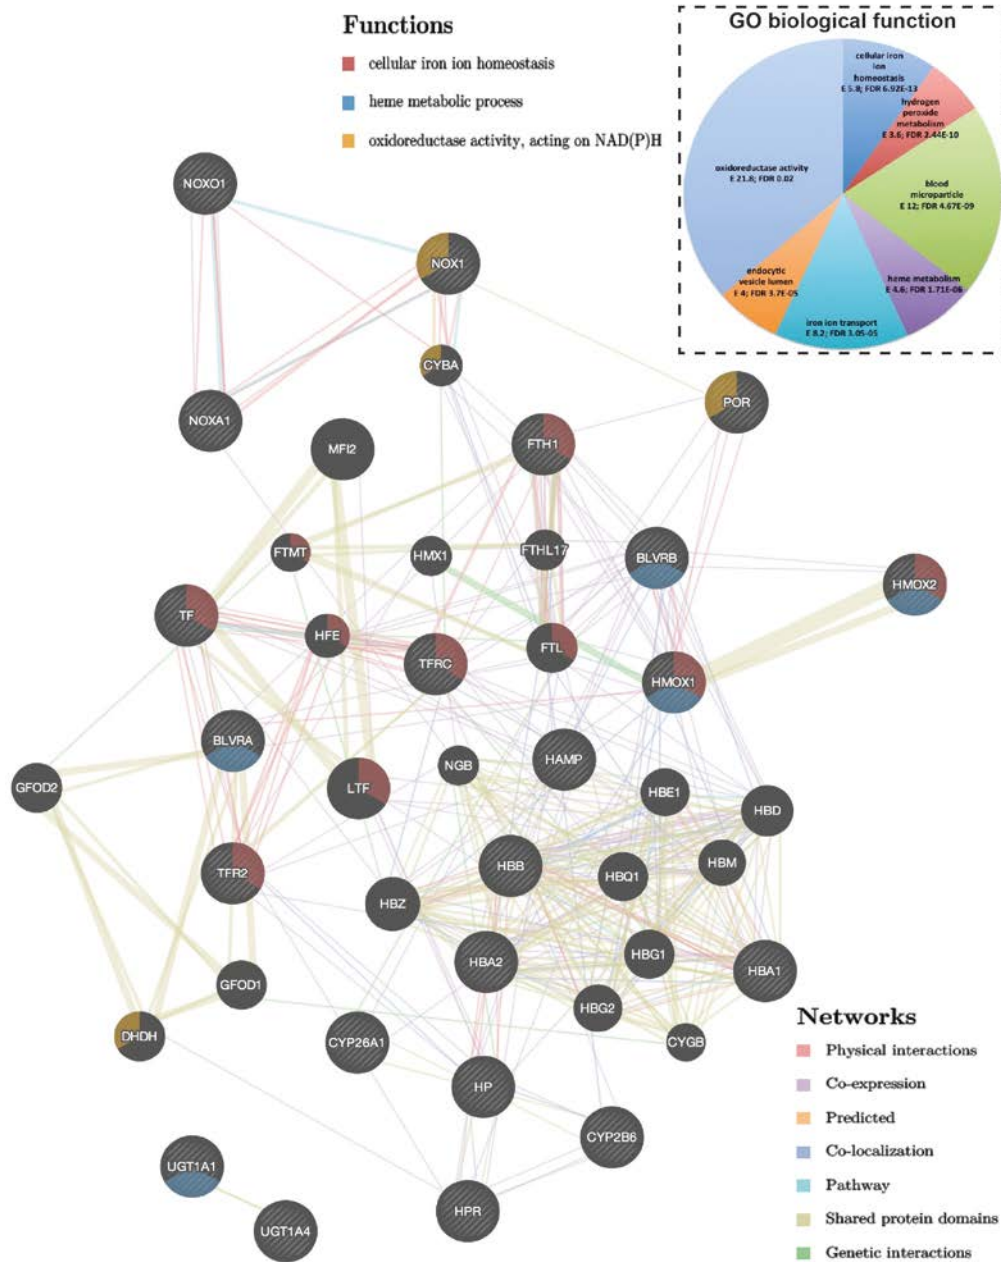 Functions
cellular iron ion homeostasis
heme metabolic process
oxidoreductase activity, acting on NAD(P)H
GO biological function
cellular iron
ion
homeostasis
E 5.8; FDR 6.92E-13
hydrogen
peroxide
metabolism
E 3.6; FDR 2.44E-10
oxidoreductase activity
E 21.8; FDR 0.02
blood
microparticle
E 12; FDR 4.67E-09
endocytic
vesicle lumen
E 4; FDR 3.7E-05
heme metabolism
E 4.6; FDR 1.71E-06
iron ion transport
E 8.2; FDR 3.05-05
NOXO1
NOX1
CYBA
POR
NOXA1
MFI2
FTH1
FTMT
HMX1
FTHL17
BLVRB
HMOX2
TF
HFE
TFRC
FTL
HMOX1
BLVRA
NGB
HAMP
GFOD2
LTF
HBE1
HBD
TFR2
HBB
HBQ1
HBM
HBZ
HBA2
HBG1
HBA1
GFOD1
HBG2
DHDH
CYP26A1
CYGB
HP
CYP2B6
UGT1A1
HPR
UGT1A4
Networks
Physical interactions
Co-expression
Predicted
Co-localization
Pathway
Shared protein domains
Genetic interactions